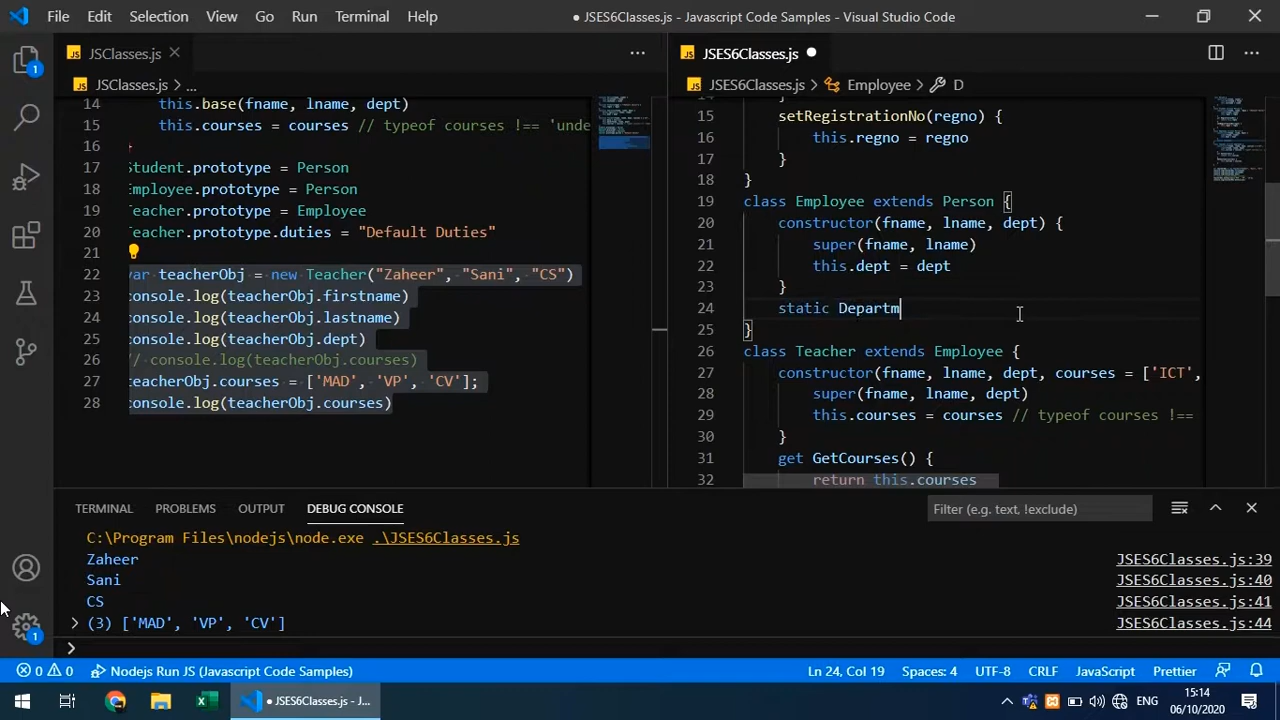 File Edit Selection View Go Run Terminal Help ● JSES6Classes.js - Javascript Code Samples - Visual Studio Code
JS JSClasses.js
JS JSClasses.js > ...
14 this.base(fname, lname, dept)
15 this.courses = courses // typeof courses !== 'unde
16
17 Student.prototype = Person
18 Employee.prototype = Person
19 Teacher.prototype = Employee
20 Teacher.prototype.duties = "Default Duties"
21
22 var teacherObj = new Teacher("Zaheer", "Sani", "CS")
23 console.log(teacherObj.firstname)
24 console.log(teacherObj.lastname)
25 console.log(teacherObj.dept)
26 // console.log(teacherObj.courses)
27 teacherObj.courses = ['MAD', 'VP', 'CV'];
28 console.log(teacherObj.courses)
JS JSES6Classes.js ●
JS JSES6Classes.js > Employee > D
14 }
15 setRegistrationNo(regno) {
16 this.regno = regno
17 }
18 }
19 class Employee extends Person {
20 constructor(fname, lname, dept) {
21 super(fname, lname)
22 this.dept = dept
23 }
24 static Departm
25 }
26 class Teacher extends Employee {
27 constructor(fname, lname, dept, courses = ['ICT',
28 super(fname, lname, dept)
29 this.courses = courses // typeof courses !==
30 }
31 get GetCourses() {
32 return this.courses
TERMINAL PROBLEMS OUTPUT DEBUG CONSOLE Filter (e.g. text, !exclude)
C:\Program Files\nodejs\node.exe .\JSES6Classes.js
Zaheer JSES6Classes.js:39
Sani JSES6Classes.js:40
CS JSES6Classes.js:41
> (3) ['MAD', 'VP', 'CV'] JSES6Classes.js:44
>
1
1
0 0 Nodejs Run JS (Javascript Code Samples) Ln 24, Col 19 Spaces: 4 UTF-8 CRLF JavaScript Prettier
● JSES6Classes.js - J... ENG 15:14
06/10/2020